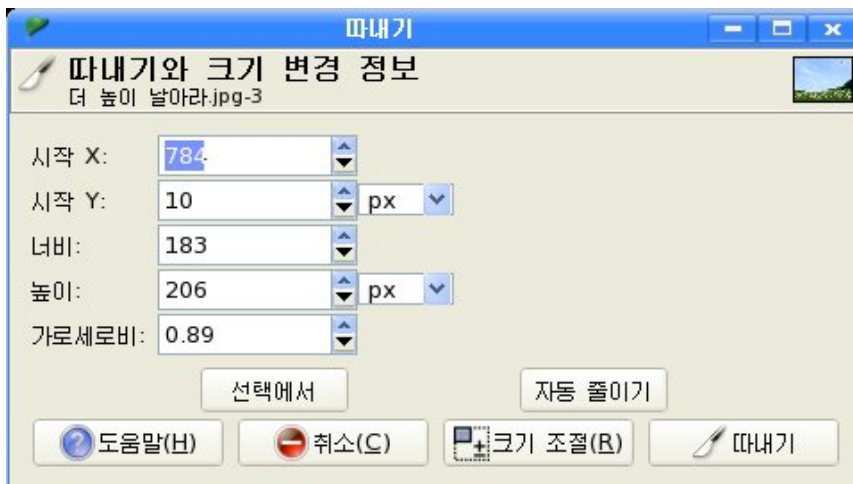 따내기
따내기와 크기 변경 정보
더 높이 날아라.jpg-3
시작 X: 784
시작 Y: 10 px
너비: 183
높이: 206 px
가로세로비: 0.89
선택에서 자동 줄이기
도움말(H) 취소(C) 크기 조절(R) 따내기